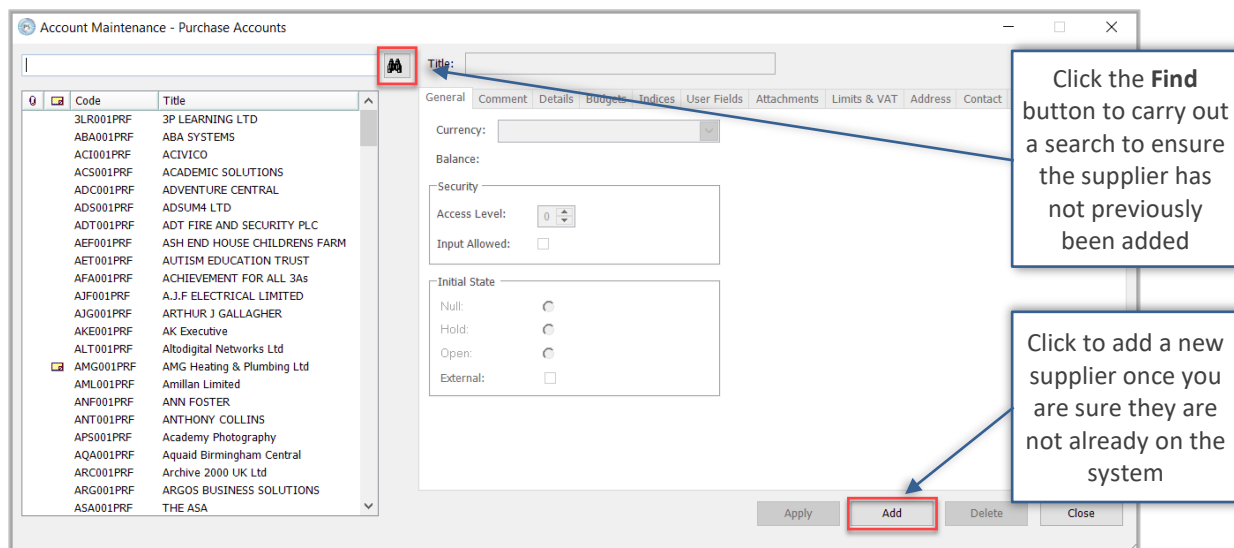 Account Maintenance - Purchase Accounts
Title:
Code Title
3LR001PRF 3P LEARNING LTD
ABA001PRF ABA SYSTEMS
ACI001PRF ACIVICO
ACS001PRF ACADEMIC SOLUTIONS
ADC001PRF ADVENTURE CENTRAL
ADS001PRF ADSUM4 LTD
ADT001PRF ADT FIRE AND SECURITY PLC
AEF001PRF ASH END HOUSE CHILDRENS FARM
AET001PRF AUTISM EDUCATION TRUST
AFA001PRF ACHIEVEMENT FOR ALL 3As
AJF001PRF A.J.F ELECTRICAL LIMITED
AJG001PRF ARTHUR J GALLAGHER
AKE001PRF AK Executive
ALT001PRF Altodigital Networks Ltd
AMG001PRF AMG Heating & Plumbing Ltd
AML001PRF Amillan Limited
ANF001PRF ANN FOSTER
ANT001PRF ANTHONY COLLINS
APS001PRF Academy Photography
AQA001PRF Aquaid Birmingham Central
ARC001PRF Archive 2000 UK Ltd
ARG001PRF ARGOS BUSINESS SOLUTIONS
ASA001PRF THE ASA
General Comment Details Budgets Indices User Fields Attachments Limits & VAT Address Contact
Currency:
Balance:
Security
Access Level: 0
Input Allowed:
Initial State
Null:
Hold:
Open:
External:
Apply Add Delete Close
Click the Find
button to carry out
a search to ensure
the supplier has
not previously
been added
Click to add a new
supplier once you
are sure they are
not already on the
system